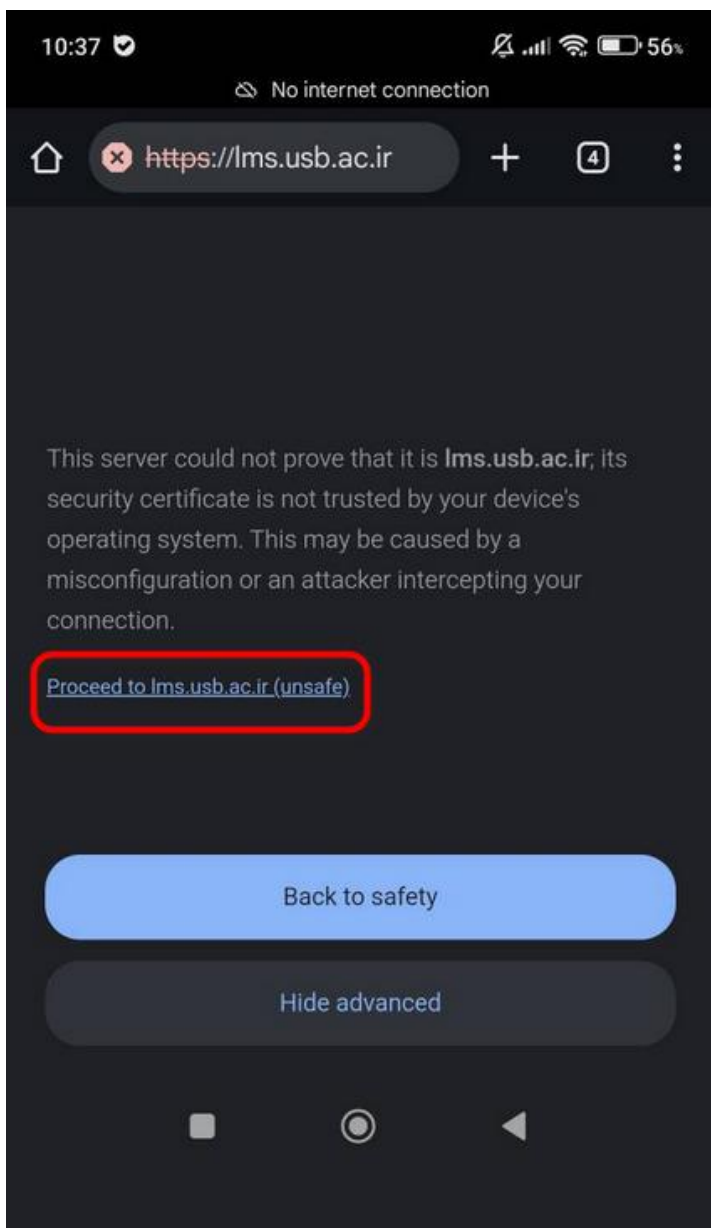 10:37 56%
No internet connection
https://lms.usb.ac.ir 4
This server could not prove that it is lms.usb.ac.ir; its
security certificate is not trusted by your device's
operating system. This may be caused by a
misconfiguration or an attacker intercepting your
connection.
Proceed to lms.usb.ac.ir (unsafe)
Back to safety
Hide advanced